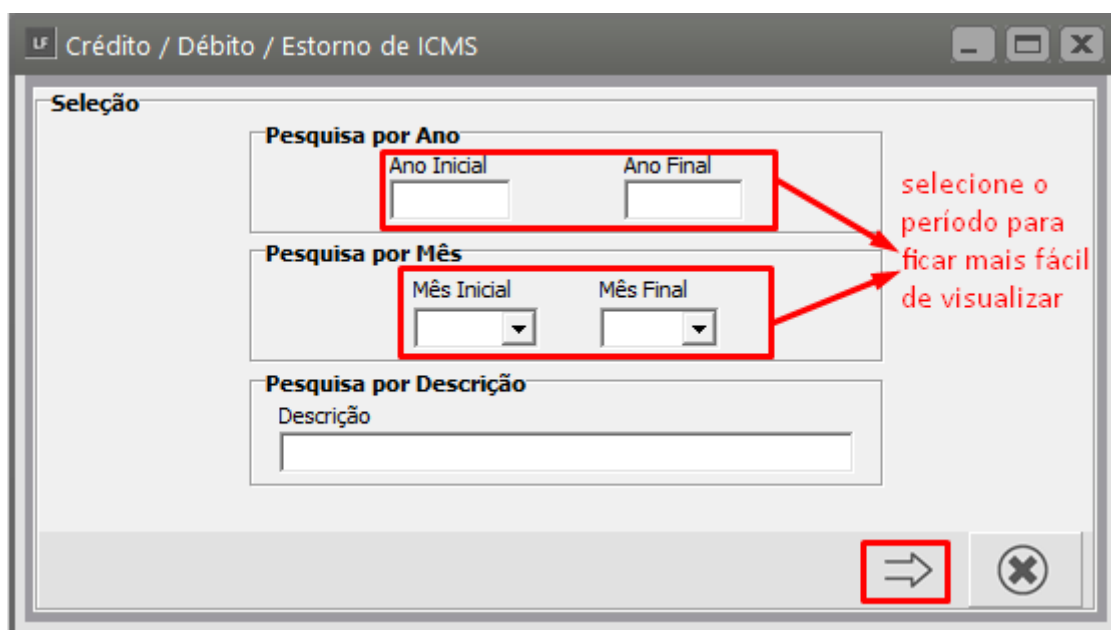 LF Crédito / Débito / Estorno de ICMS
Seleção
Pesquisa por Ano
Ano Inicial Ano Final
Pesquisa por Mês
Mês Inicial Mês Final
Pesquisa por Descrição
Descrição
selecione o
período para
ficar mais fácil
de visualizar